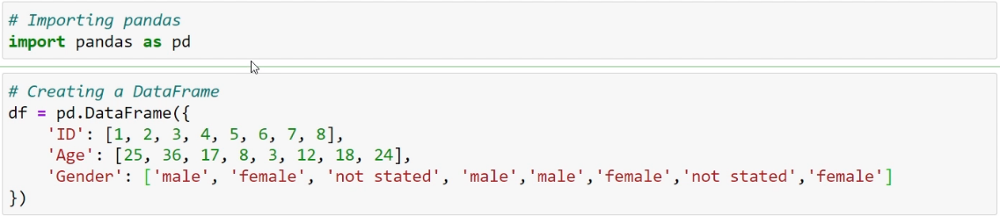 # Importing pandas
import pandas as pd
# Creating a DataFrame
df = pd.DataFrame({
    'ID': [1, 2, 3, 4, 5, 6, 7, 8],
    'Age': [25, 36, 17, 8, 3, 12, 18, 24],
    'Gender': ['male', 'female', 'not stated', 'male','male','female','not stated','female']
})